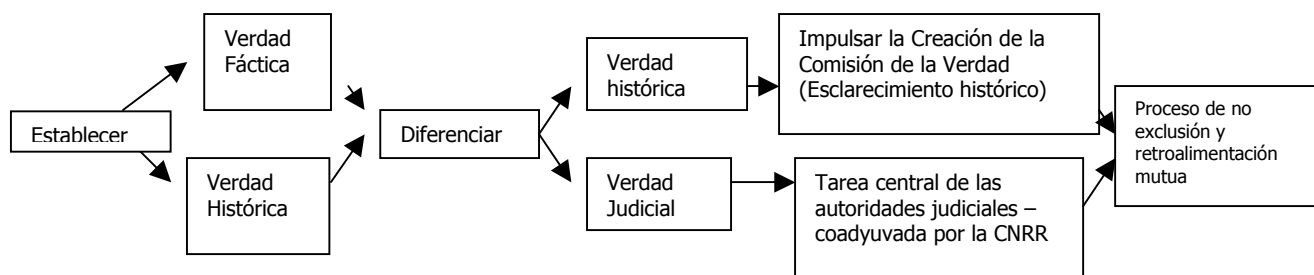 Establecer
Verdad
Fáctica
Verdad
Histórica
Diferenciar
Verdad
histórica
Verdad
Judicial
Impulsar la Creación de la
Comisión de la Verdad
(Esclarecimiento histórico)
Tarea central de las
autoridades judiciales –
coadyuvada por la CNRR
Proceso de no
exclusión y
retroalimentación
mutua